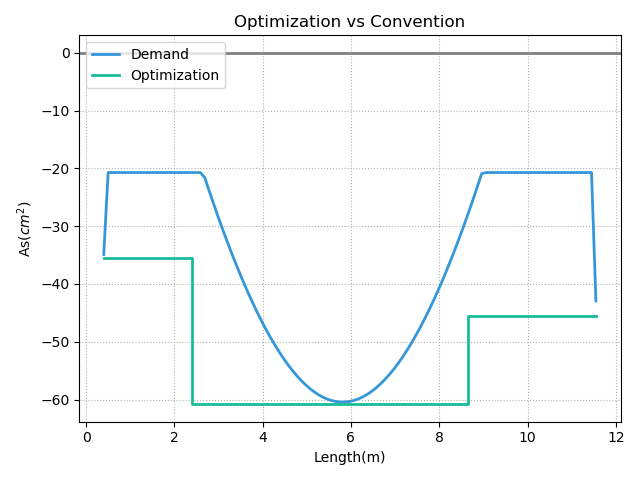 Optimization vs Convention
Demand
Optimization
0
−10
−20
−30
−40
−50
−60
As(cm²)
0 2 4 6 8 10 12
Length(m)